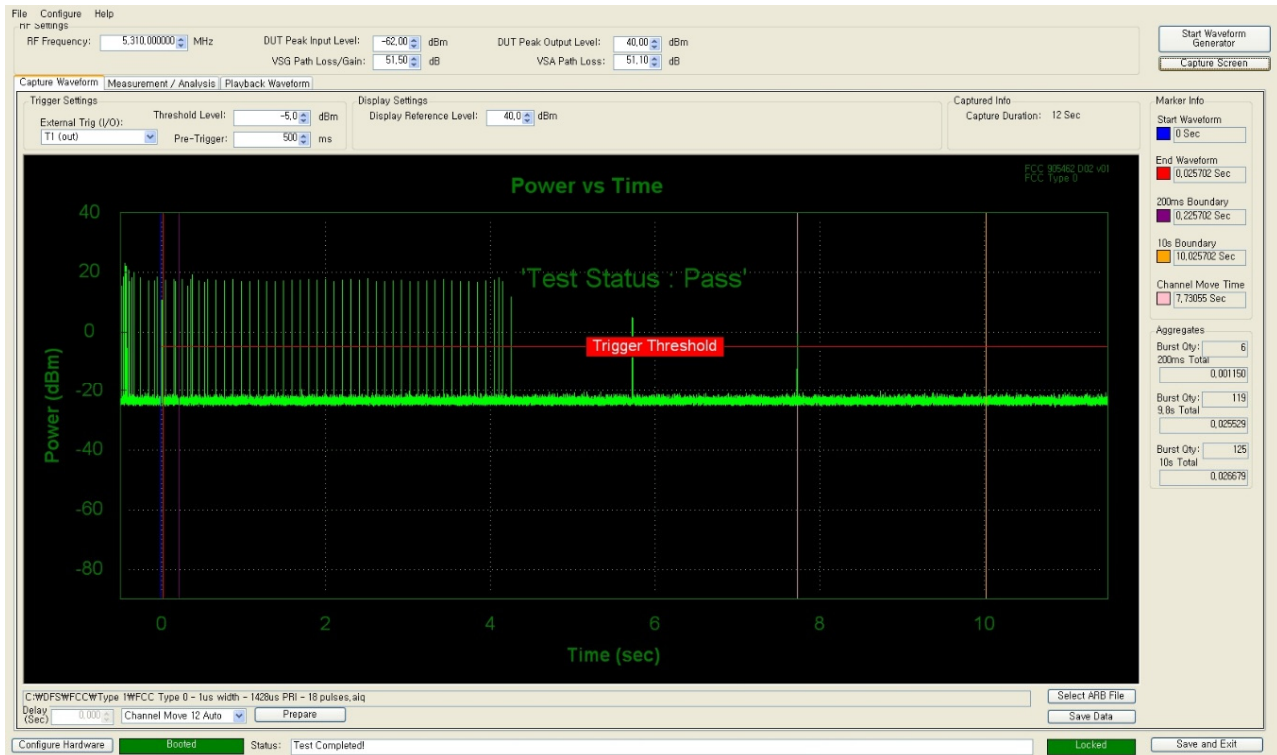 File Configure Help
RF Settings
RF Frequency: 5,310.000000 MHz DUT Peak Input Level: -62,00 dBm DUT Peak Output Level: 40,00 dBm
VSG Path Loss/Gain: 51,50 dB VSA Path Loss: 51,10 dB
Start Waveform
Generator
Capture Screen
Capture Waveform Measurement / Analysis Playback Waveform
Trigger Settings
External Trig (I/O):
T1 (out)
Threshold Level: -5,0 dBm
Pre-Trigger: 500 ms
Display Settings
Display Reference Level: 40,0 dBm
Captured Info
Capture Duration: 12 Sec
Marker Info
Start Waveform
0 Sec
End Waveform
0,025702 Sec
200ms Boundary
0,225702 Sec
10s Boundary
10,025702 Sec
Channel Move Time
7,73055 Sec
Aggregates
Burst Qty: 6
200ms Total
0,001150
Burst Qty: 119
9,8s Total
0,025529
Burst Qty: 125
10s Total
0,026679
FCC 905462 D02 v01
FCC Type 0
Power vs Time
'Test Status : Pass'
Trigger Threshold
Power (dBm)
40
20
0
-20
-40
-60
-80
0 2 4 6 8 10
Time (sec)
C:₩DFS₩FCC₩Type 1₩FCC Type 0 - 1us width - 1428us PRI - 18 pulses,aiq
Select ARB File
Delay
(Sec) 0,000 Channel Move 12 Auto Prepare
Save Data
Configure Hardware Booted Status: Test Completed! Locked Save and Exit